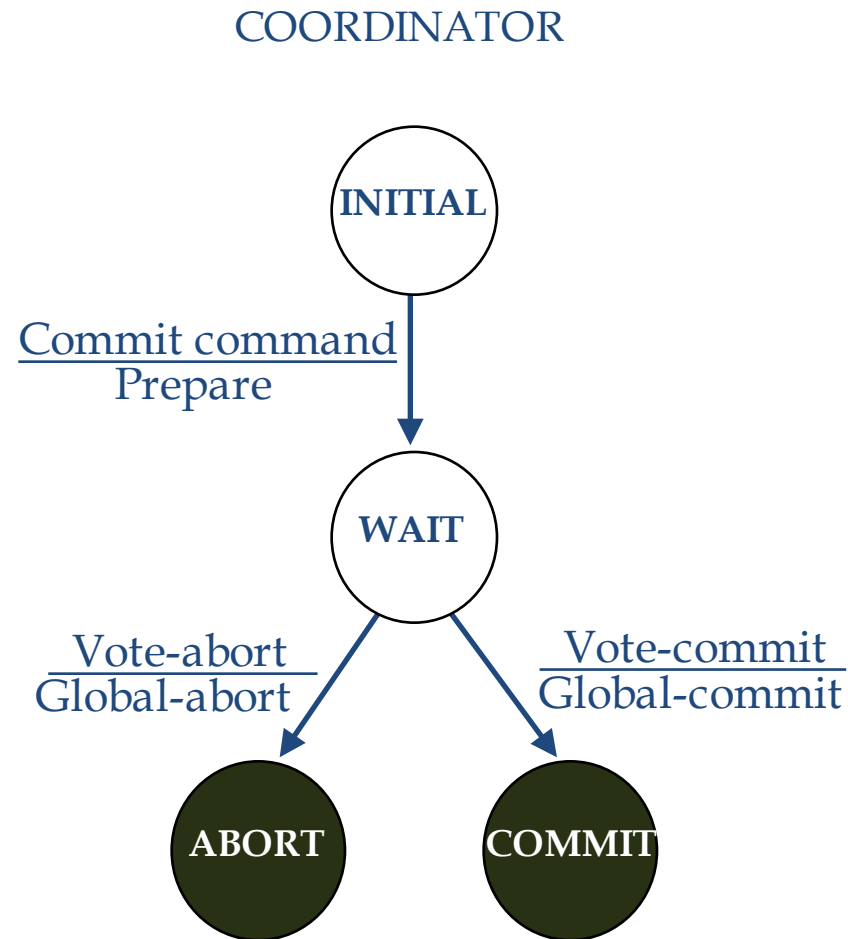 COORDINATOR
INITIAL
Commit command
Prepare
WAIT
Vote-abort
Global-abort
Vote-commit
Global-commit
ABORT
COMMIT